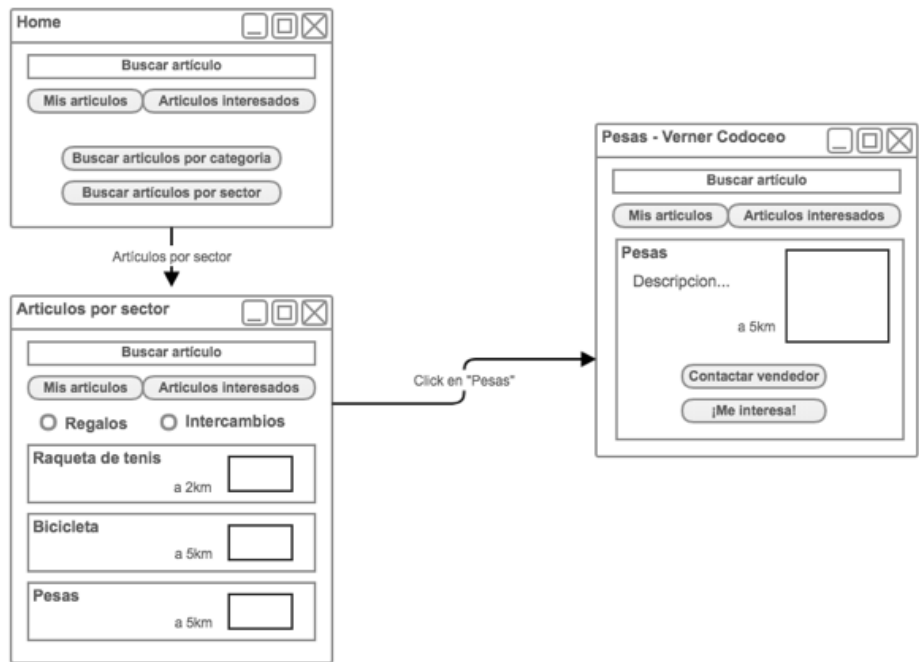 Home
Buscar artículo
Mis articulos Articulos interesados
Buscar articulos por categoria
Buscar artículos por sector
Artículos por sector
Articulos por sector
Buscar artículo
Mis articulos Articulos interesados
Regalos Intercambios
Raqueta de tenis
a 2km
Bicicleta
a 5km
Pesas
a 5km
Click en "Pesas"
Pesas - Verner Codoceo
Buscar artículo
Mis articulos Articulos interesados
Pesas
Descripcion...
a 5km
Contactar vendedor
¡Me interesa!